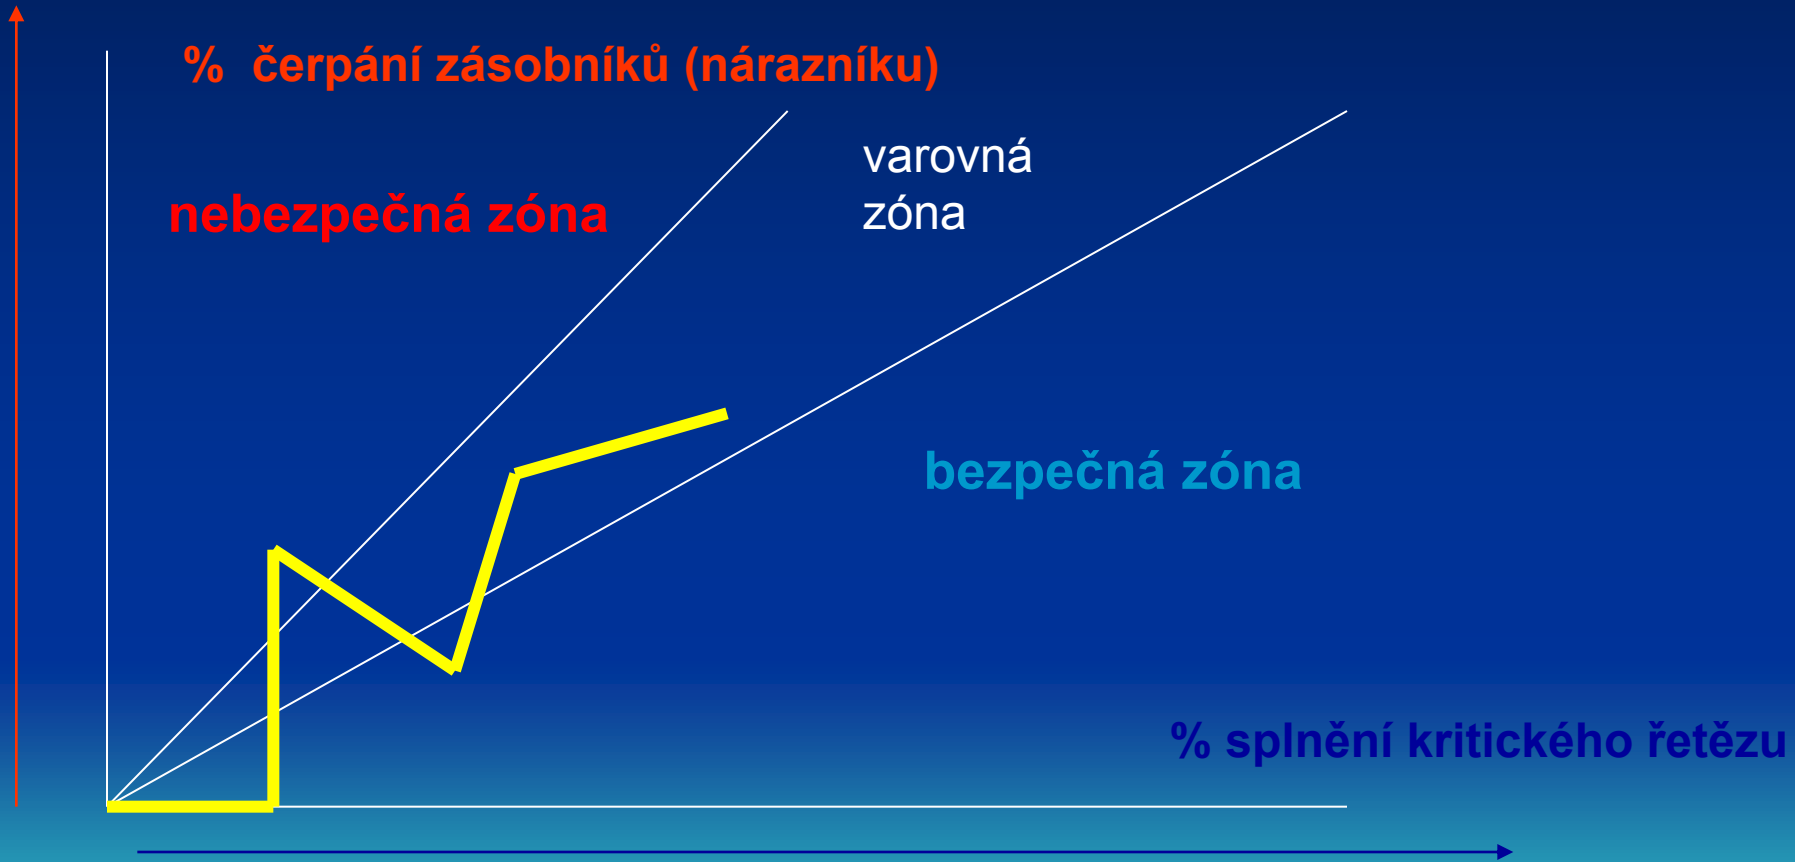 % čerpání zásobníků (nárazníku)
varovná
zóna
nebezpečná zóna
bezpečná zóna
% splnění kritického řetězu